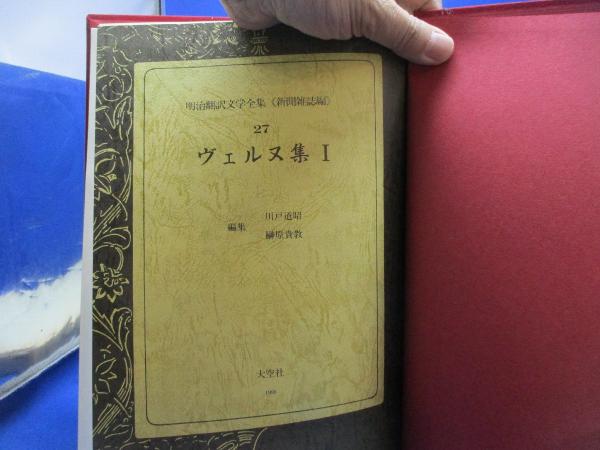 明治翻訳文学全集《新聞雑誌編》
27
ヴェルヌ集 I
編集
川戸道昭
榊原貴教
大空社